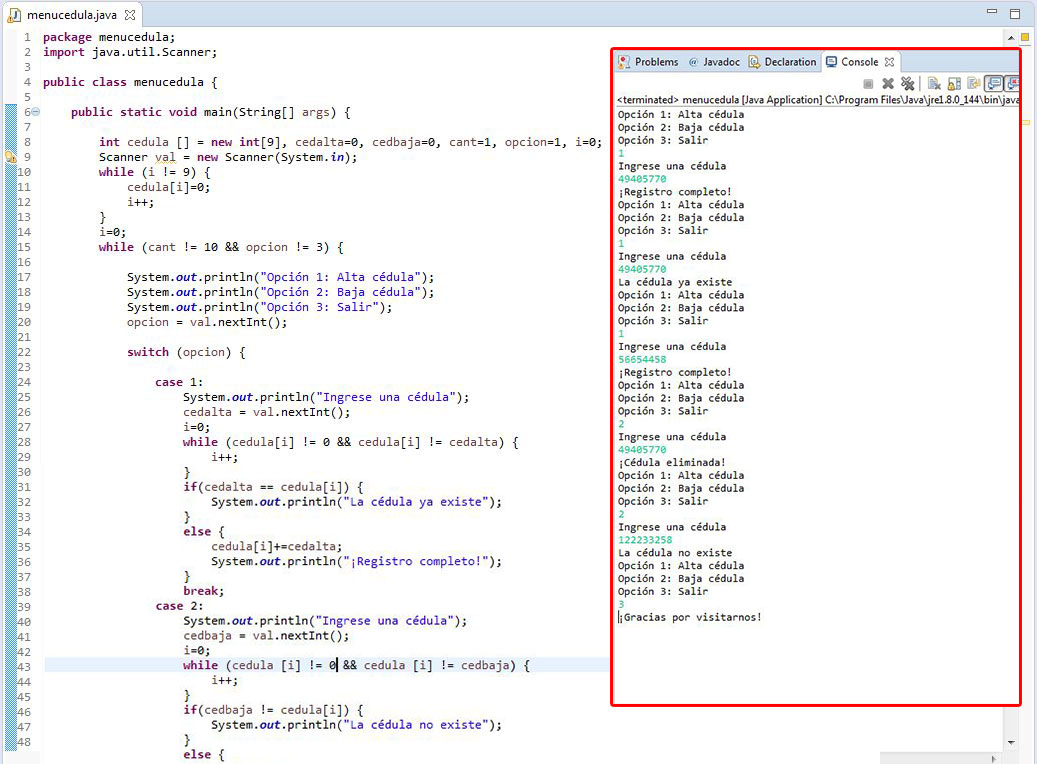 menucedula.java
1 package menucedula;
2 import java.util.Scanner;
3
4 public class menucedula {
5
6 public static void main(String[] args) {
7
8 int cedula [] = new int[9], cedalta=0, cedbaja=0, cant=1, opcion=1, i=0;
9 Scanner val = new Scanner(System.in);
10 while (i != 9) {
11 cedula[i]=0;
12 i++;
13 }
14 i=0;
15 while (cant != 10 && opcion != 3) {
16
17 System.out.println("Opción 1: Alta cédula");
18 System.out.println("Opción 2: Baja cédula");
19 System.out.println("Opción 3: Salir");
20 opcion = val.nextInt();
21
22 switch (opcion) {
23
24 case 1:
25 System.out.println("Ingrese una cédula");
26 cedalta = val.nextInt();
27 i=0;
28 while (cedula[i] != 0 && cedula[i] != cedalta) {
29 i++;
30 }
31 if(cedalta == cedula[i]) {
32 System.out.println("La cédula ya existe");
33 }
34 else {
35 cedula[i]+=cedalta;
36 System.out.println("¡Registro completo!");
37 }
38 break;
39 case 2:
40 System.out.println("Ingrese una cédula");
41 cedbaja = val.nextInt();
42 i=0;
43 while (cedula [i] != 0 && cedula [i] != cedbaja) {
44 i++;
45 }
46 if(cedbaja != cedula[i]) {
47 System.out.println("La cédula no existe");
48 }
else {
Problems @ Javadoc Declaration Console
<terminated> menucedula [Java Application] C:\Program Files\Java\jre1.8.0_144\bin\java
Opción 1: Alta cédula
Opción 2: Baja cédula
Opción 3: Salir
1
Ingrese una cédula
49405770
¡Registro completo!
Opción 1: Alta cédula
Opción 2: Baja cédula
Opción 3: Salir
1
Ingrese una cédula
49405770
La cédula ya existe
Opción 1: Alta cédula
Opción 2: Baja cédula
Opción 3: Salir
1
Ingrese una cédula
56654458
¡Registro completo!
Opción 1: Alta cédula
Opción 2: Baja cédula
Opción 3: Salir
2
Ingrese una cédula
49405770
¡Cédula eliminada!
Opción 1: Alta cédula
Opción 2: Baja cédula
Opción 3: Salir
2
Ingrese una cédula
122233258
La cédula no existe
Opción 1: Alta cédula
Opción 2: Baja cédula
Opción 3: Salir
3
¡Gracias por visitarnos!